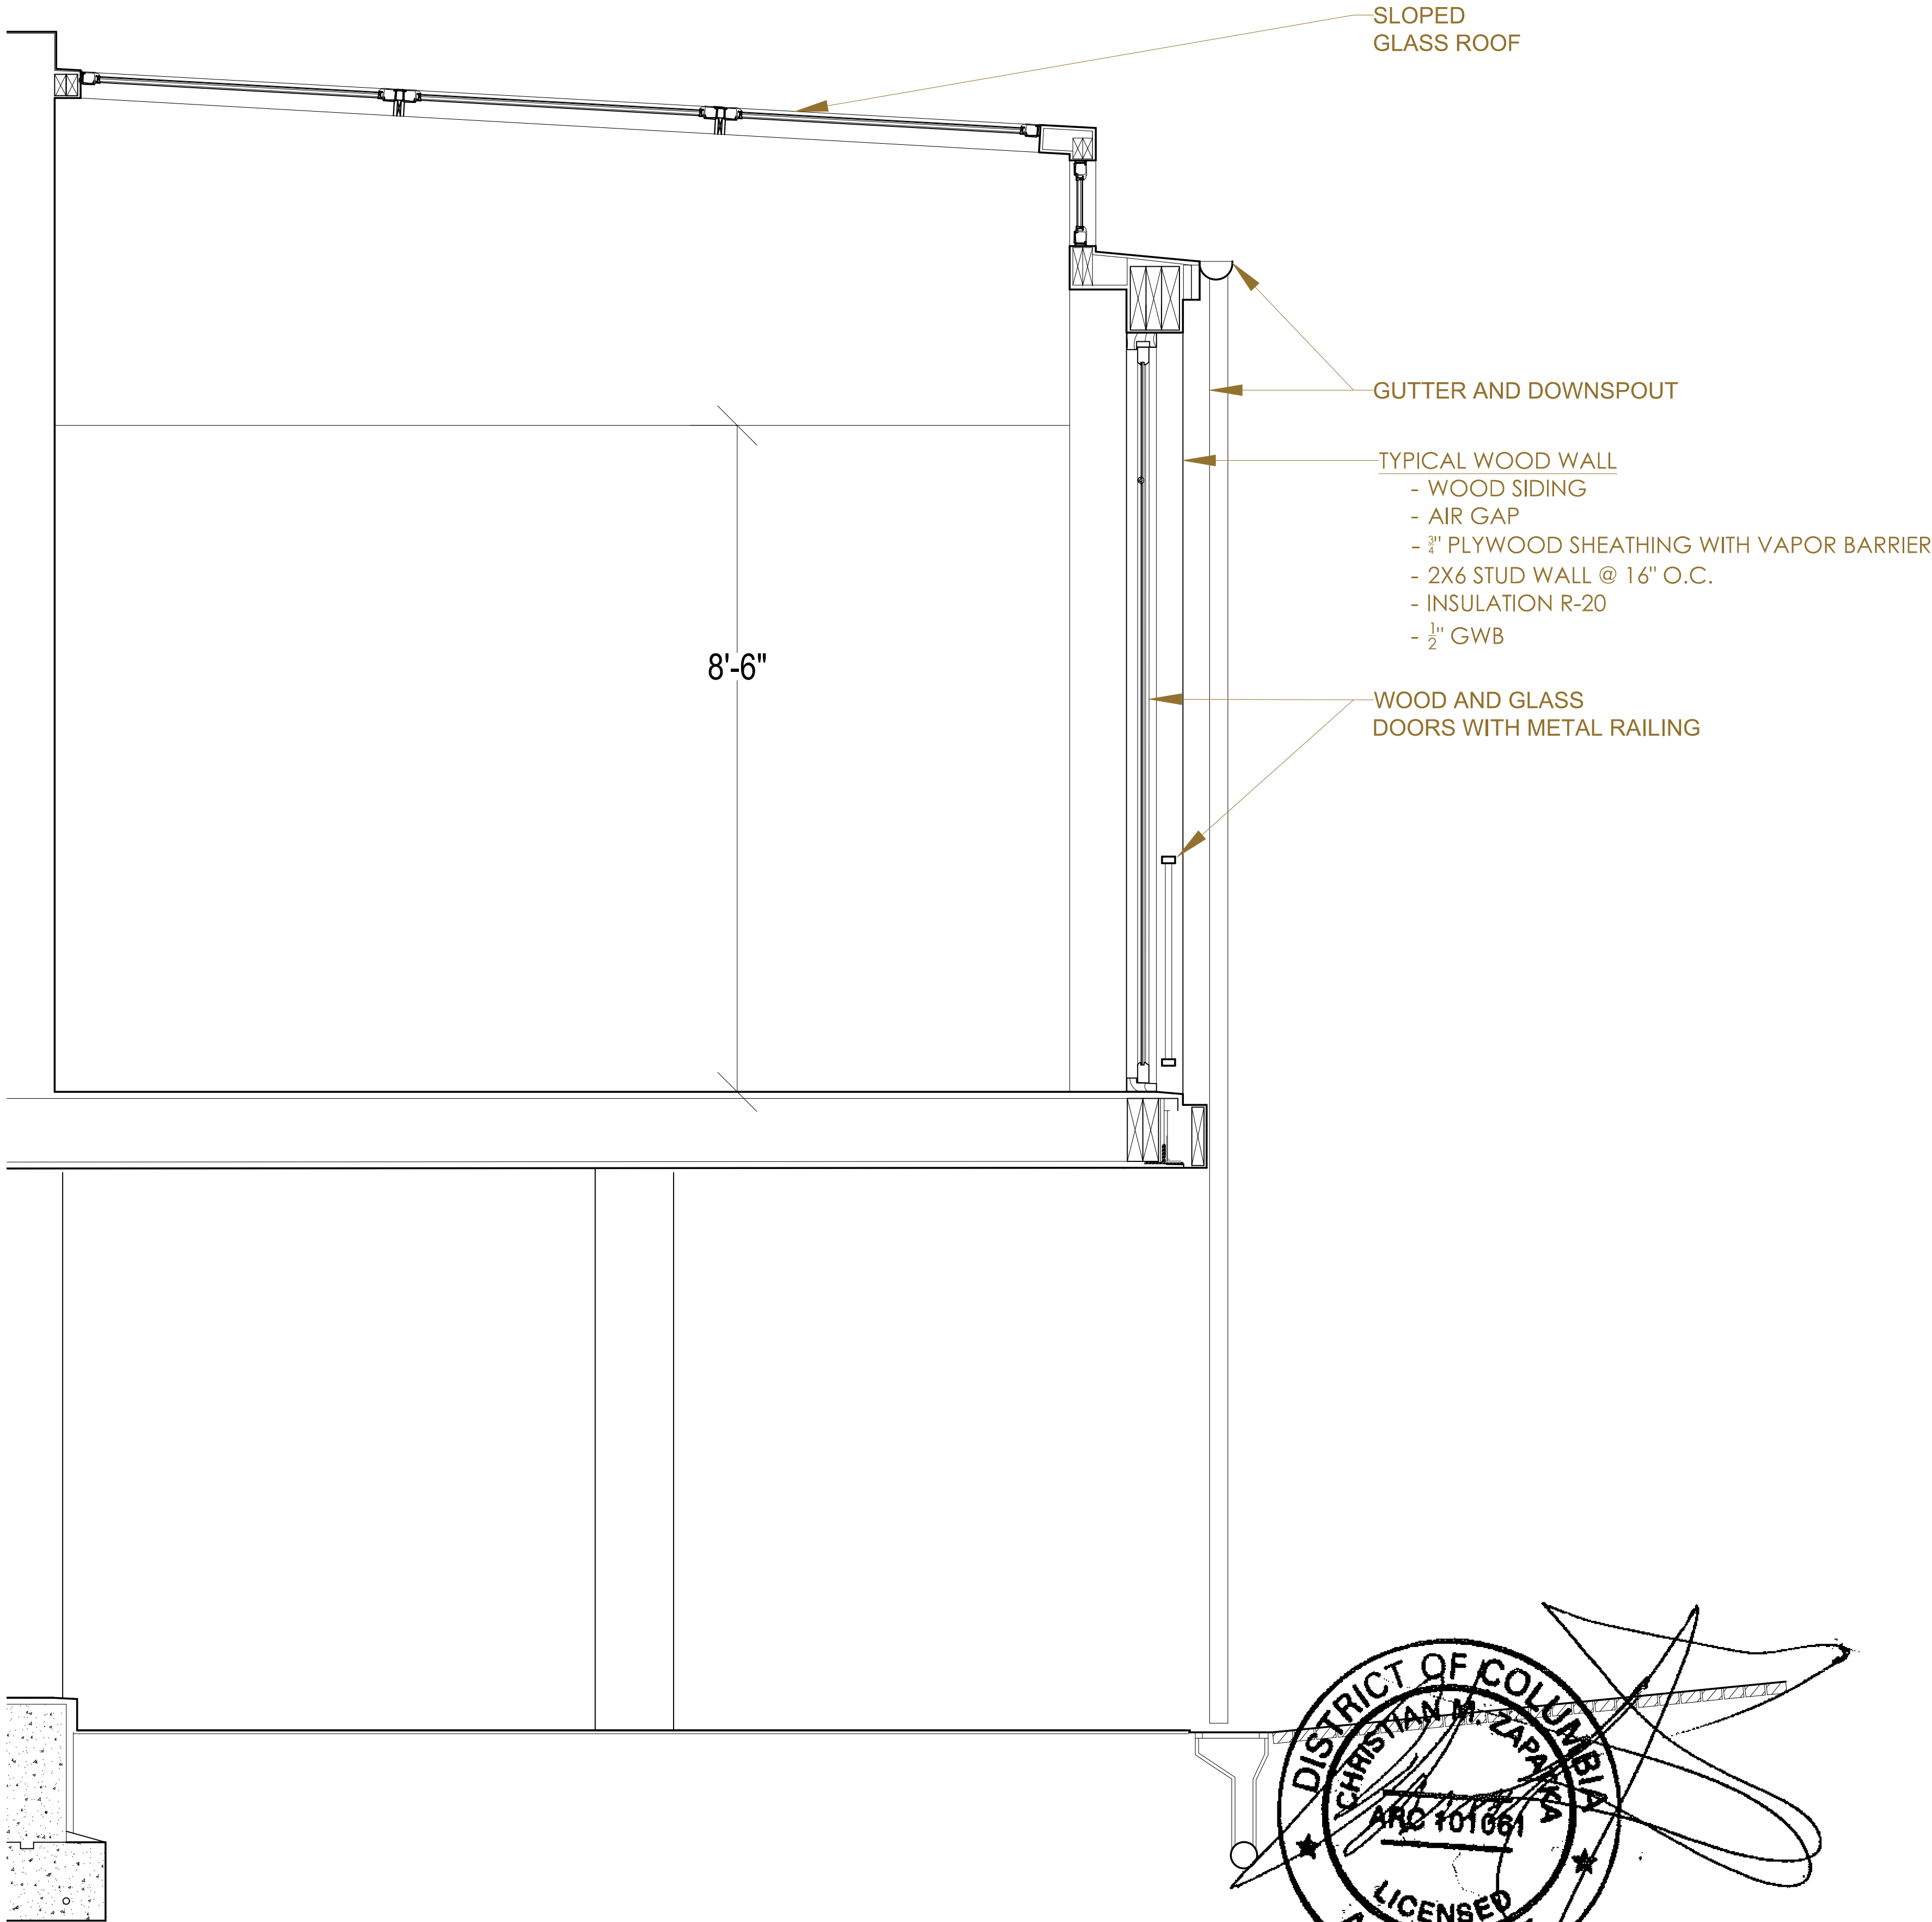 SLOPED
GLASS ROOF
GUTTER AND DOWNSPOUT
TYPICAL WOOD WALL
- WOOD SIDING
- AIR GAP
- 3/4" PLYWOOD SHEATHING WITH VAPOR BARRIER
- 2X6 STUD WALL @ 16" O.C.
- INSULATION R-20
- 1/2" GWB
8'-6"
WOOD AND GLASS
DOORS WITH METAL RAILING
DISTRICT OF COLUMBIA
CHRISTIAN M. ZAPATKA
ARC 101061
LICENSED